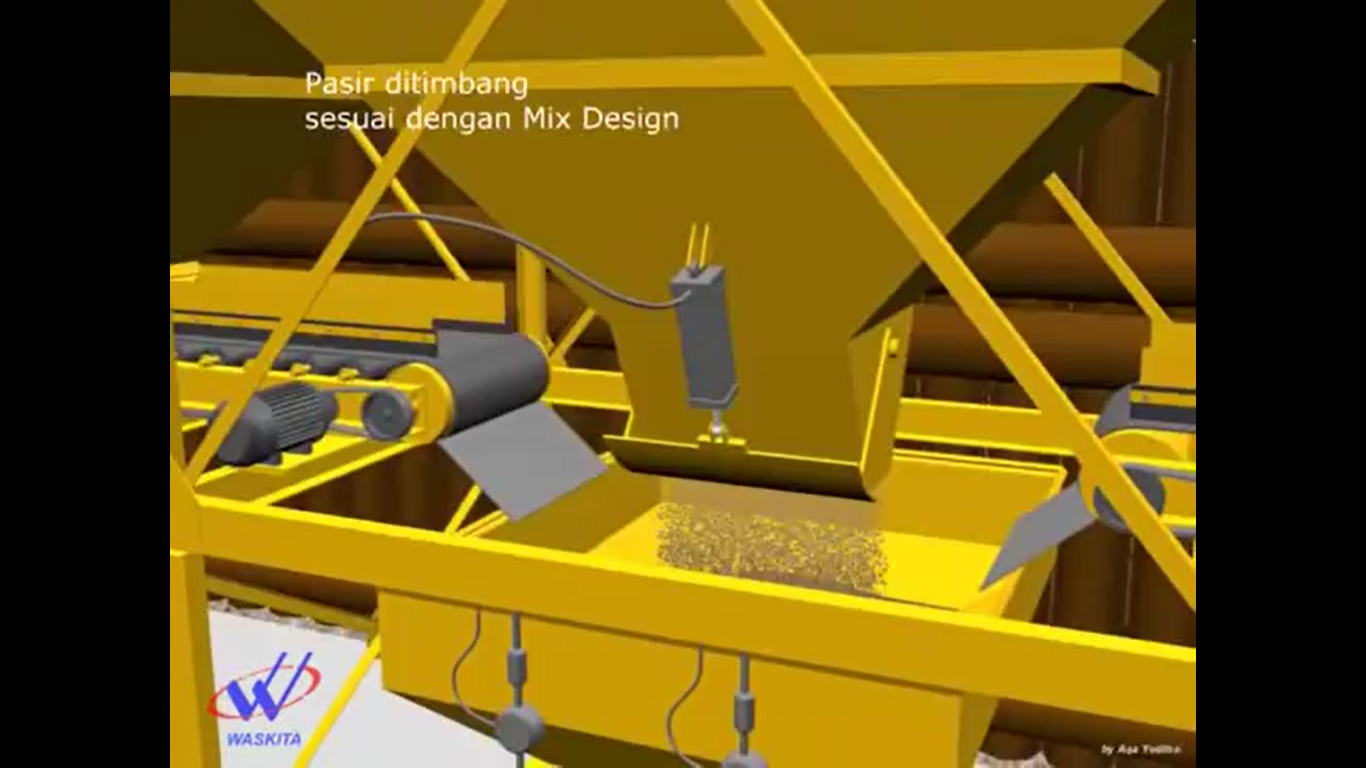 Pasir ditimbang
sesuai dengan Mix Design
WASKITA